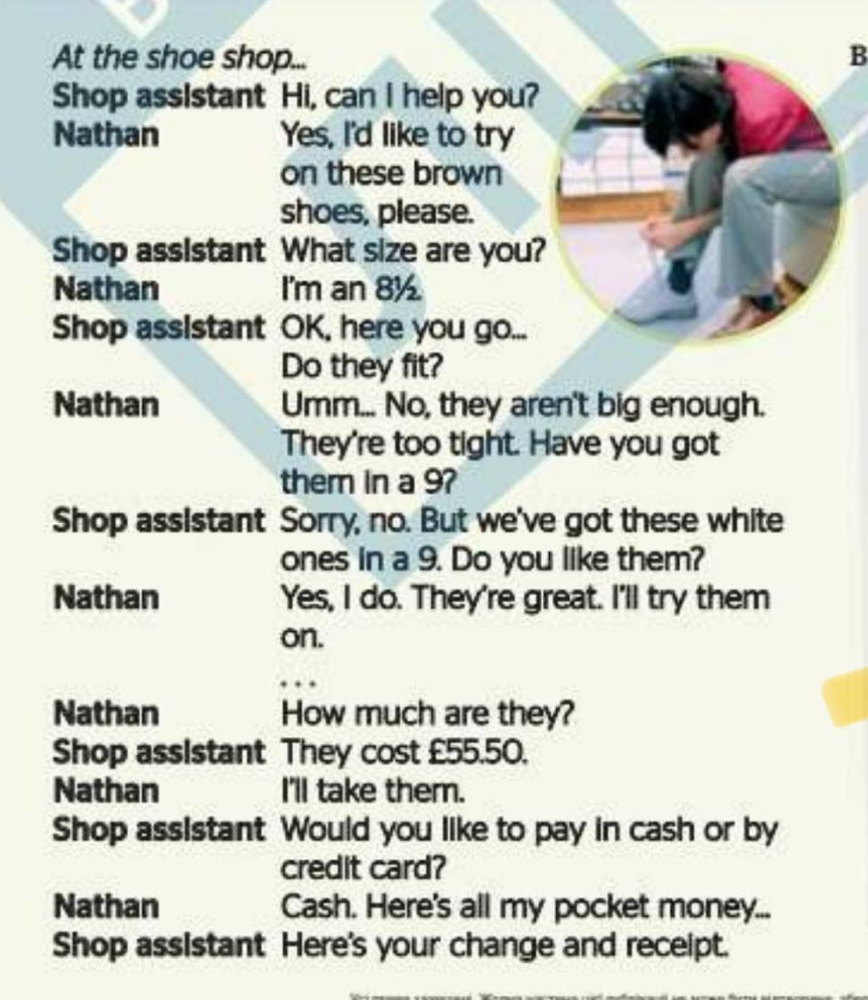 At the shoe shop...
Shop assistant Hi, can I help you?
Nathan Yes, I'd like to try
on these brown
shoes, please.
Shop assistant What size are you?
Nathan I'm an 8½.
Shop assistant OK, here you go...
Do they fit?
Nathan Umm... No, they aren't big enough.
They're too tight. Have you got
them in a 9?
Shop assistant Sorry, no. But we've got these white
ones in a 9. Do you like them?
Nathan Yes, I do. They're great. I'll try them
on.
...
Nathan How much are they?
Shop assistant They cost £55.50.
Nathan I'll take them.
Shop assistant Would you like to pay in cash or by
credit card?
Nathan Cash. Here's all my pocket money...
Shop assistant Here's your change and receipt.